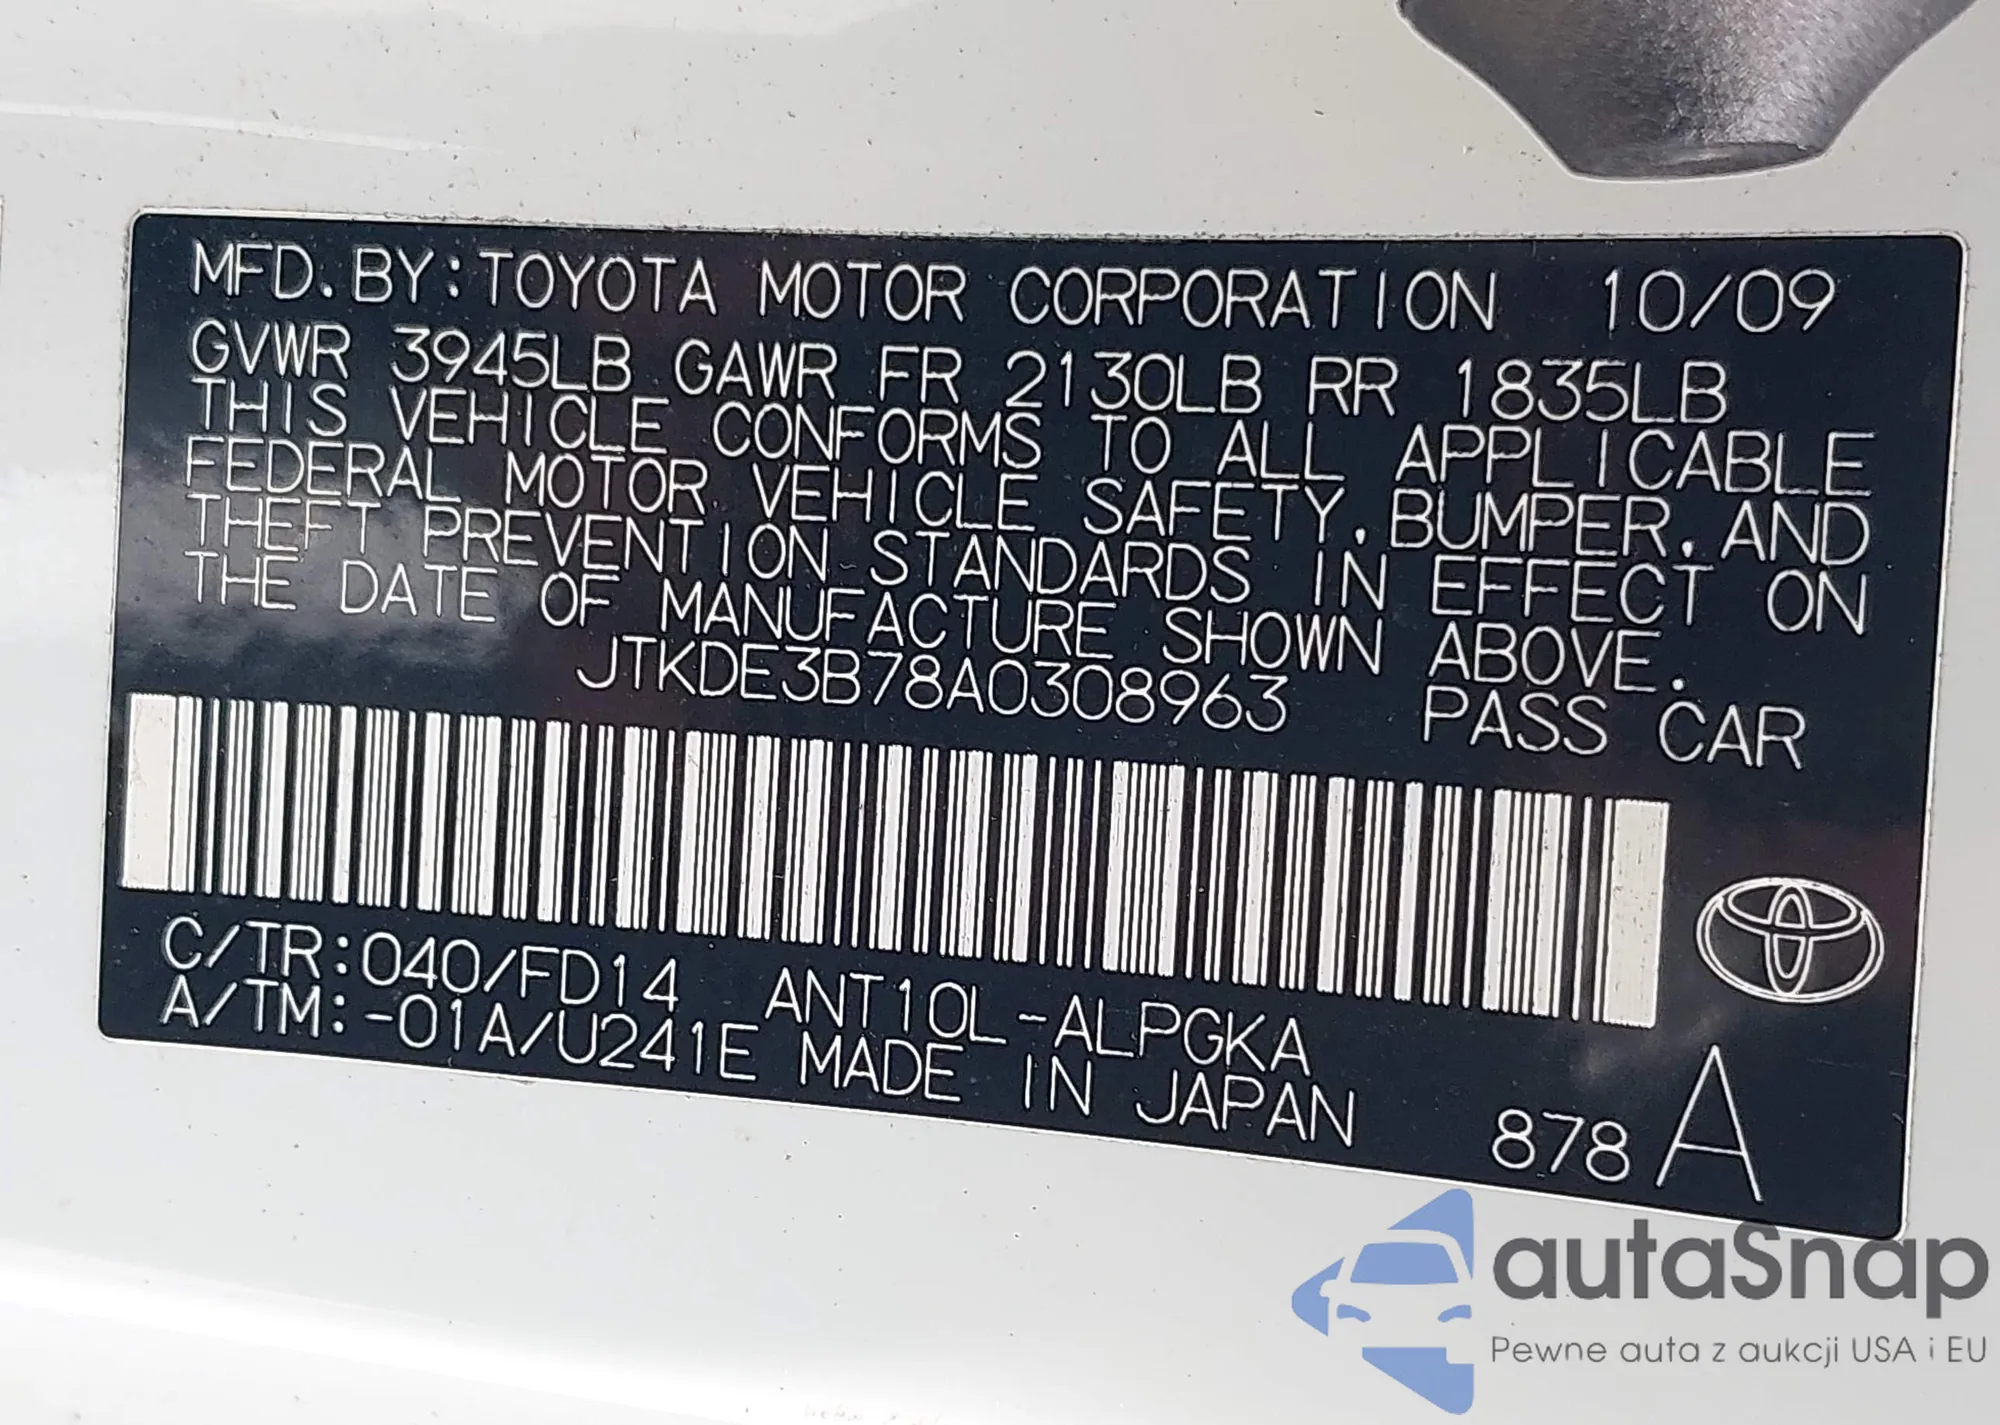 MFD. BY: TOYOTA MOTOR CORPORATION 10/09
GVWR 3945LB GAWR FR 2130LB RR 1835LB
THIS VEHICLE CONFORMS TO ALL APPLICABLE
FEDERAL MOTOR VEHICLE SAFETY, BUMPER, AND
THEFT PREVENTION STANDARDS IN EFFECT ON
THE DATE OF MANUFACTURE SHOWN ABOVE.
JTKDE3B78A0308963 PASS CAR
C/TR:040/FD14 ANT10L-ALPGKA
A/TM:-01A/U241E MADE IN JAPAN
878 A
autaSnap
Pewne auta z aukcji USA i EU